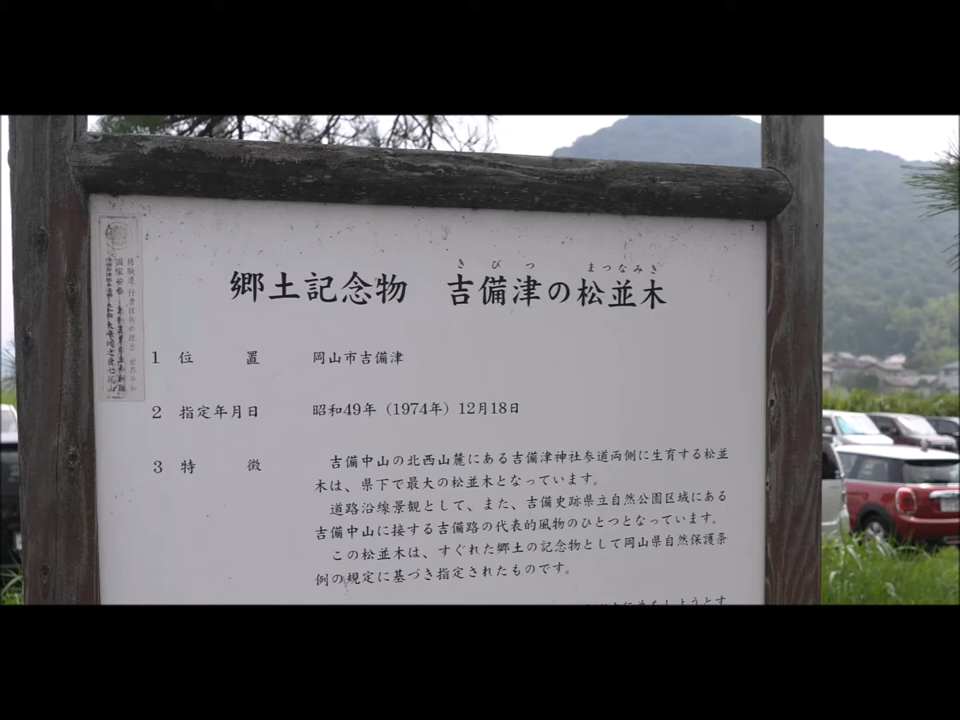 郷土記念物　吉備津の松並木
きびつ　まつなみき
1 位置　岡山市吉備津
2 指定年月日　昭和49年（1974年）12月18日
3 特徴　吉備中山の北西山麓にある吉備津神社参道両側に生育する松並
木は、県下で最大の松並木となっています。
道路沿線景観として、また、吉備史跡県立自然公園区域にある
吉備中山に接する吉備路の代表的風物のひとつとなっています。
この松並木は、すぐれた郷土の記念物として岡山県自然保護条
例の規定に基づき指定されたものです。